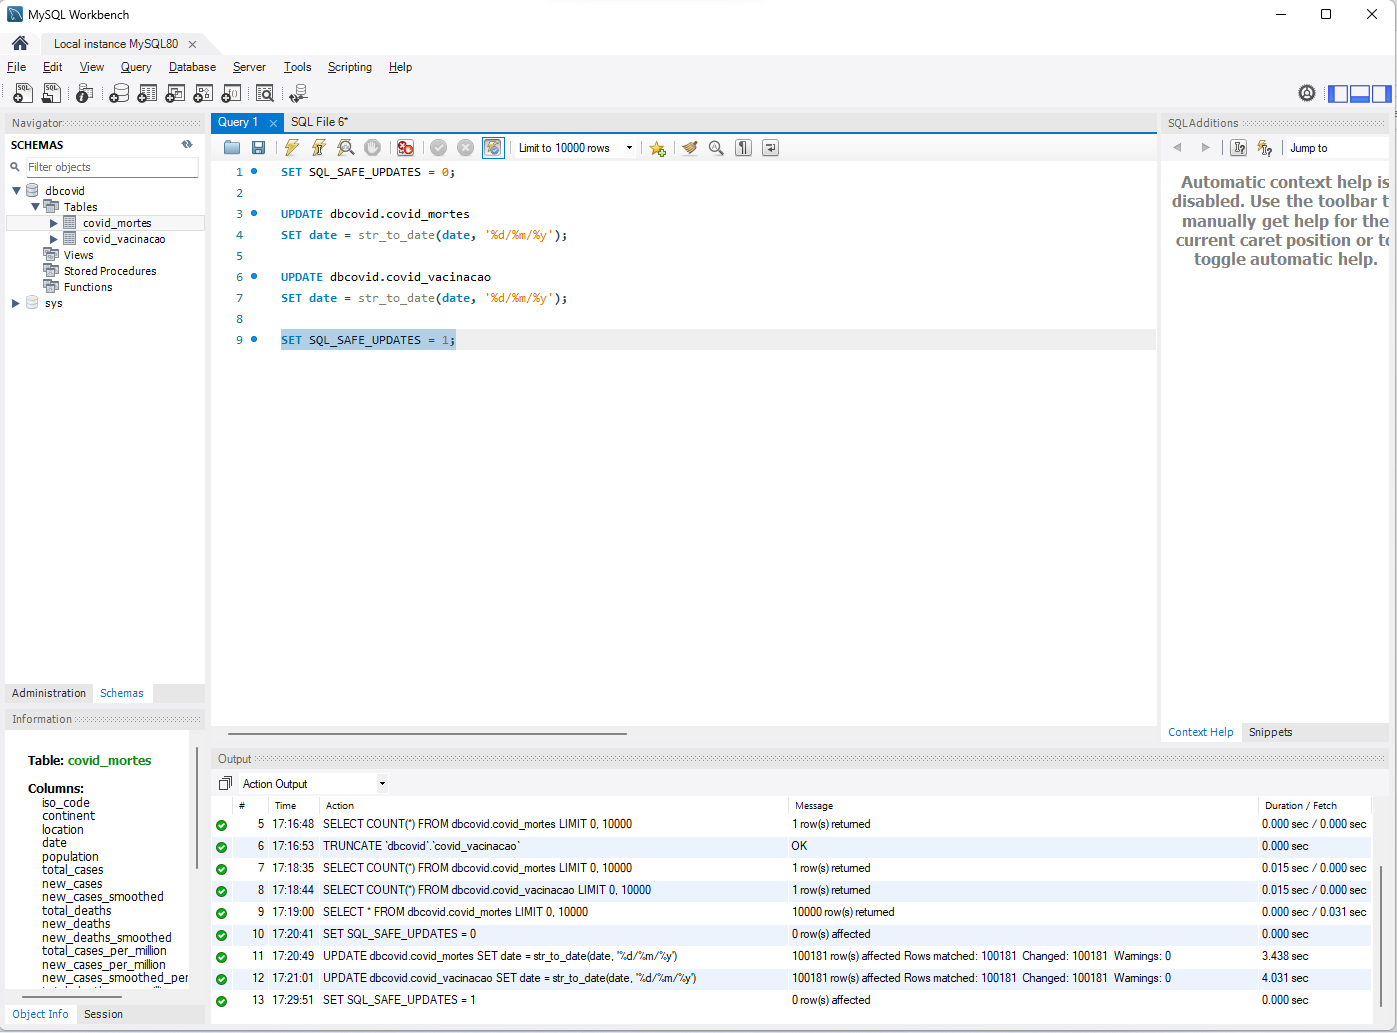 MySQL Workbench
Local instance MySQL80
File Edit View Query Database Server Tools Scripting Help
Navigator
SCHEMAS
Filter objects
dbcovid
Tables
covid_mortes
covid_vacinacao
Views
Stored Procedures
Functions
sys
Administration Schemas
Information
Table: covid_mortes
Columns:
iso_code
continent
location
date
population
total_cases
new_cases
new_cases_smoothed
total_deaths
new_deaths
new_deaths_smoothed
total_cases_per_million
new_cases_per_million
new_cases_smoothed_per
Object Info Session
Query 1 SQL File 6*
Limit to 10000 rows
1 SET SQL_SAFE_UPDATES = 0;
2
3 UPDATE dbcovid.covid_mortes
4 SET date = str_to_date(date, '%d/%m/%y');
5
6 UPDATE dbcovid.covid_vacinacao
7 SET date = str_to_date(date, '%d/%m/%y');
8
9 SET SQL_SAFE_UPDATES = 1;
SQLAdditions
Jump to
Automatic context help is
disabled. Use the toolbar t
manually get help for the
current caret position or to
toggle automatic help.
Context Help Snippets
Output
Action Output
# Time Action Message Duration / Fetch
5 17:16:48 SELECT COUNT(*) FROM dbcovid.covid_mortes LIMIT 0, 10000 1 row(s) returned 0.000 sec / 0.000 sec
6 17:16:53 TRUNCATE `dbcovid`.`covid_vacinacao` OK 0.000 sec
7 17:18:35 SELECT COUNT(*) FROM dbcovid.covid_mortes LIMIT 0, 10000 1 row(s) returned 0.015 sec / 0.000 sec
8 17:18:44 SELECT COUNT(*) FROM dbcovid.covid_vacinacao LIMIT 0, 10000 1 row(s) returned 0.015 sec / 0.000 sec
9 17:19:00 SELECT * FROM dbcovid.covid_mortes LIMIT 0, 10000 10000 row(s) returned 0.000 sec / 0.031 sec
10 17:20:41 SET SQL_SAFE_UPDATES = 0 0 row(s) affected 0.000 sec
11 17:20:49 UPDATE dbcovid.covid_mortes SET date = str_to_date(date, '%d/%m/%y') 100181 row(s) affected Rows matched: 100181 Changed: 100181 Warnings: 0 3.438 sec
12 17:21:01 UPDATE dbcovid.covid_vacinacao SET date = str_to_date(date, '%d/%m/%y') 100181 row(s) affected Rows matched: 100181 Changed: 100181 Warnings: 0 4.031 sec
13 17:29:51 SET SQL_SAFE_UPDATES = 1 0 row(s) affected 0.000 sec